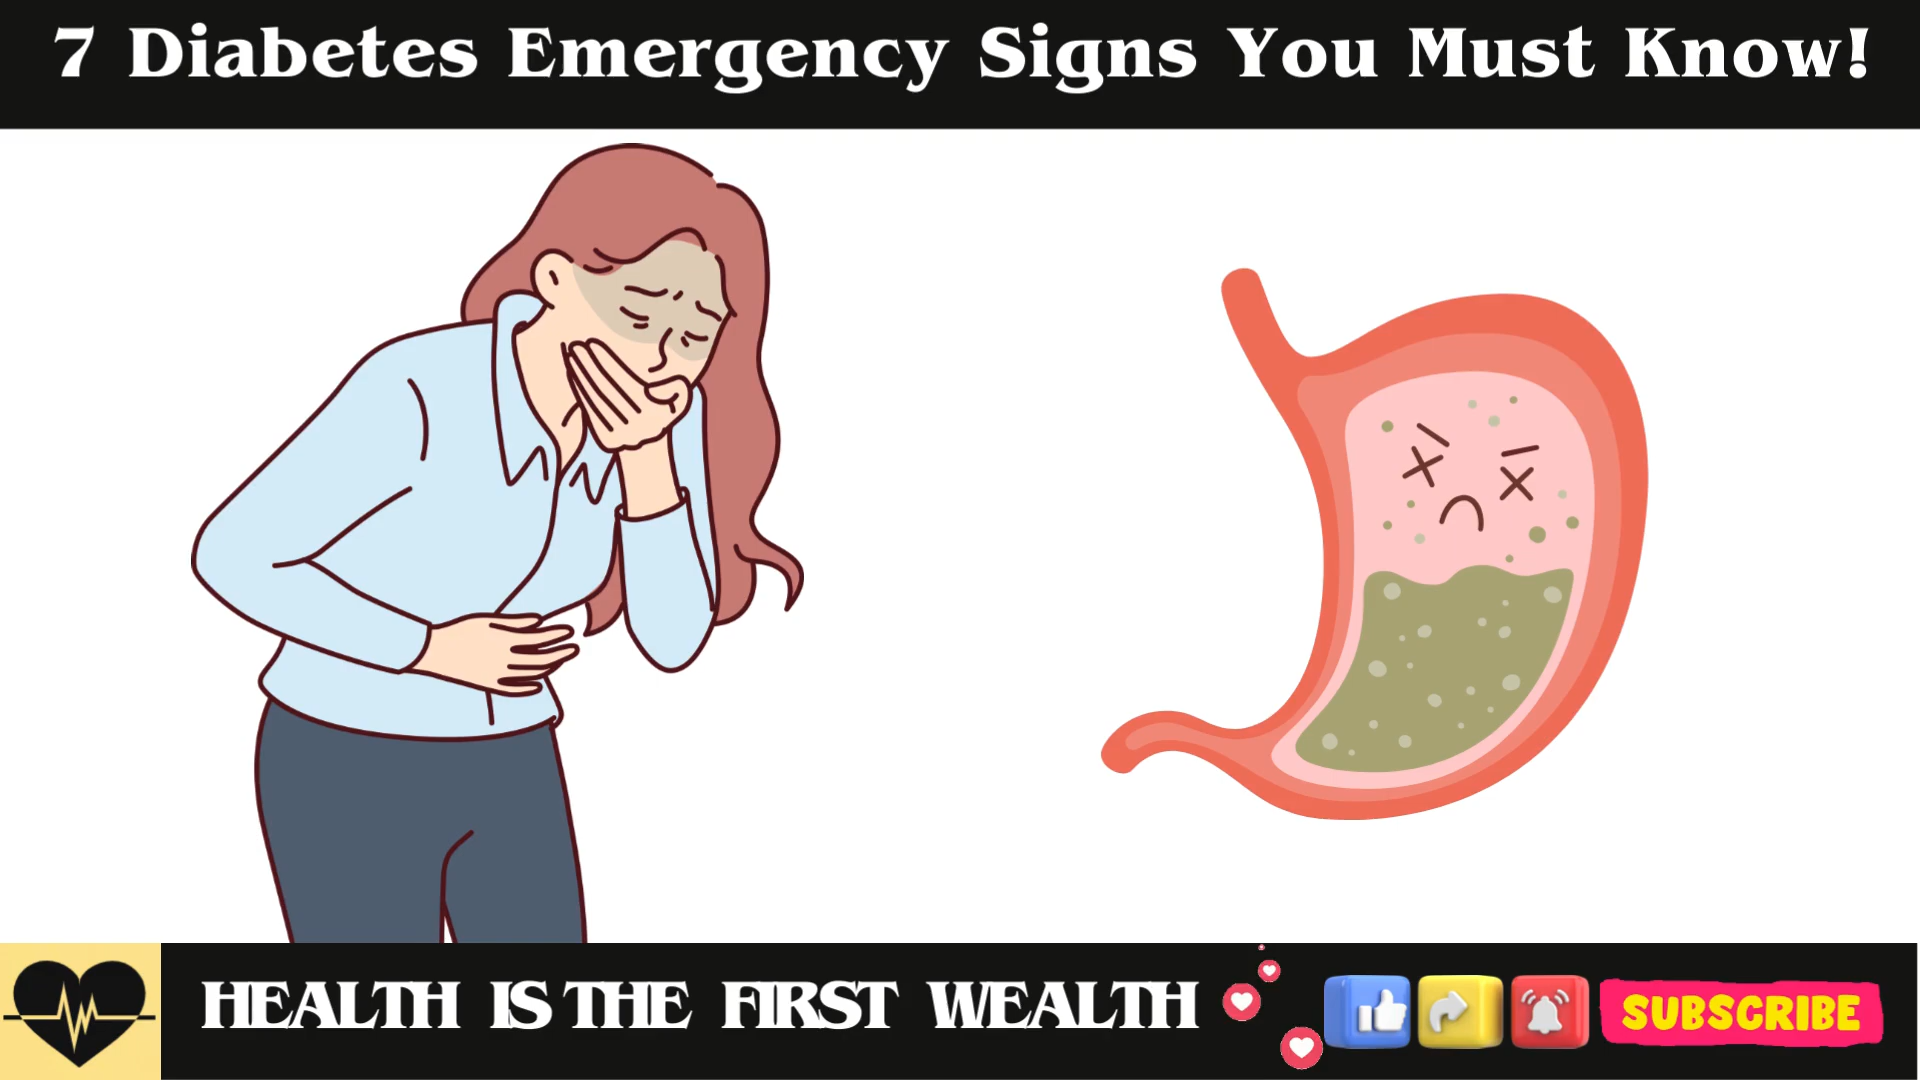 7 Diabetes Emergency Signs You Must Know!
HEALTH IS THE FIRST WEALTH
SUBSCRIBE